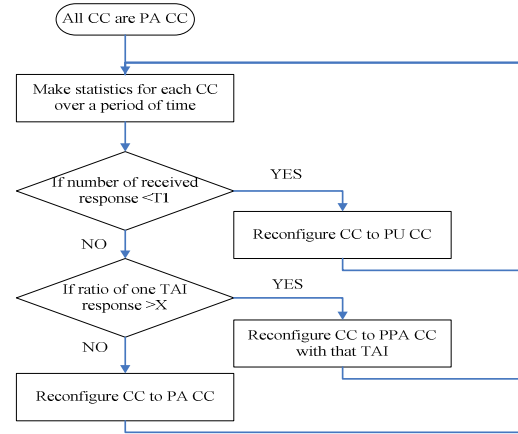 All CC are PA CC
Make statistics for each CC
over a period of time
If number of received
response <T1
YES
Reconfigure CC to PU CC
NO
If ratio of one TAI
response >X
YES
Reconfigure CC to PPA CC
with that TAI
NO
Reconfigure CC to PA CC